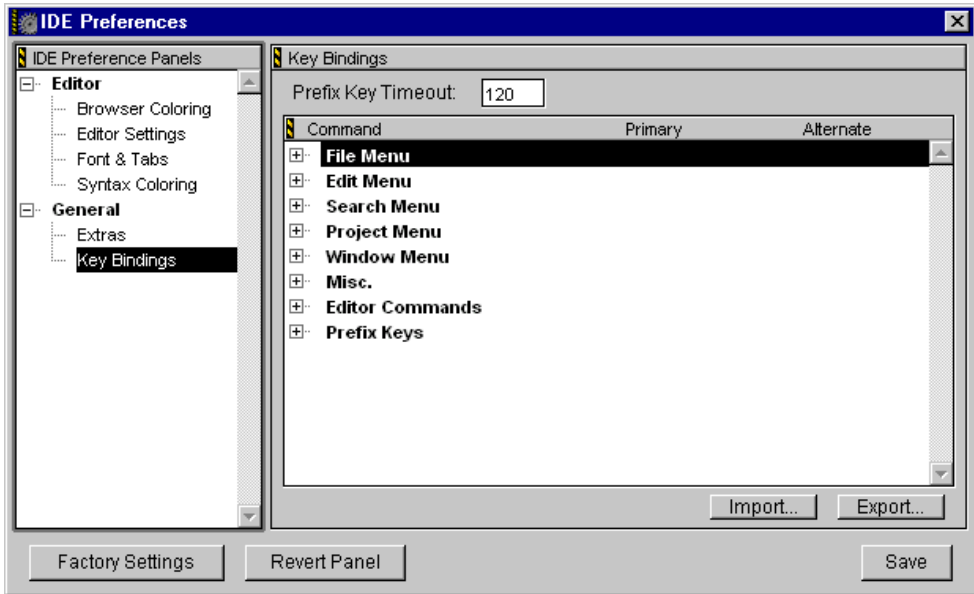 IDE Preferences
IDE Preference Panels
Editor
Browser Coloring
Editor Settings
Font & Tabs
Syntax Coloring
General
Extras
Key Bindings
Key Bindings
Prefix Key Timeout: 120
Command Primary Alternate
File Menu
Edit Menu
Search Menu
Project Menu
Window Menu
Misc.
Editor Commands
Prefix Keys
Import... Export...
Factory Settings Revert Panel Save